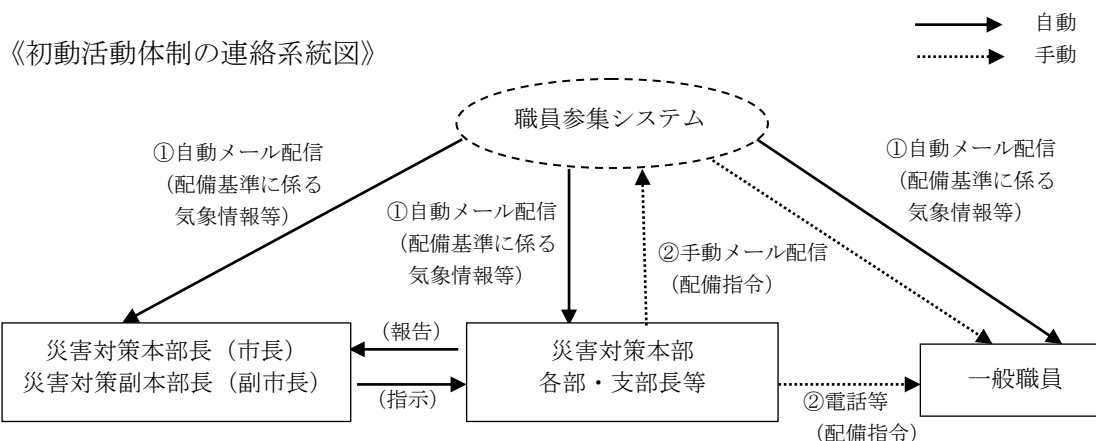 自動
手動
《初動活動体制の連絡系統図》
職員参集システム
①自動メール配信
（配備基準に係る
気象情報等）
①自動メール配信
（配備基準に係る
気象情報等）
②手動メール配信
（配備指令）
①自動メール配信
（配備基準に係る
気象情報等）
災害対策本部長（市長）
災害対策副本部長（副市長）
（報告）
（指示）
災害対策本部
各部・支部長等
②電話等
（配備指令）
一般職員